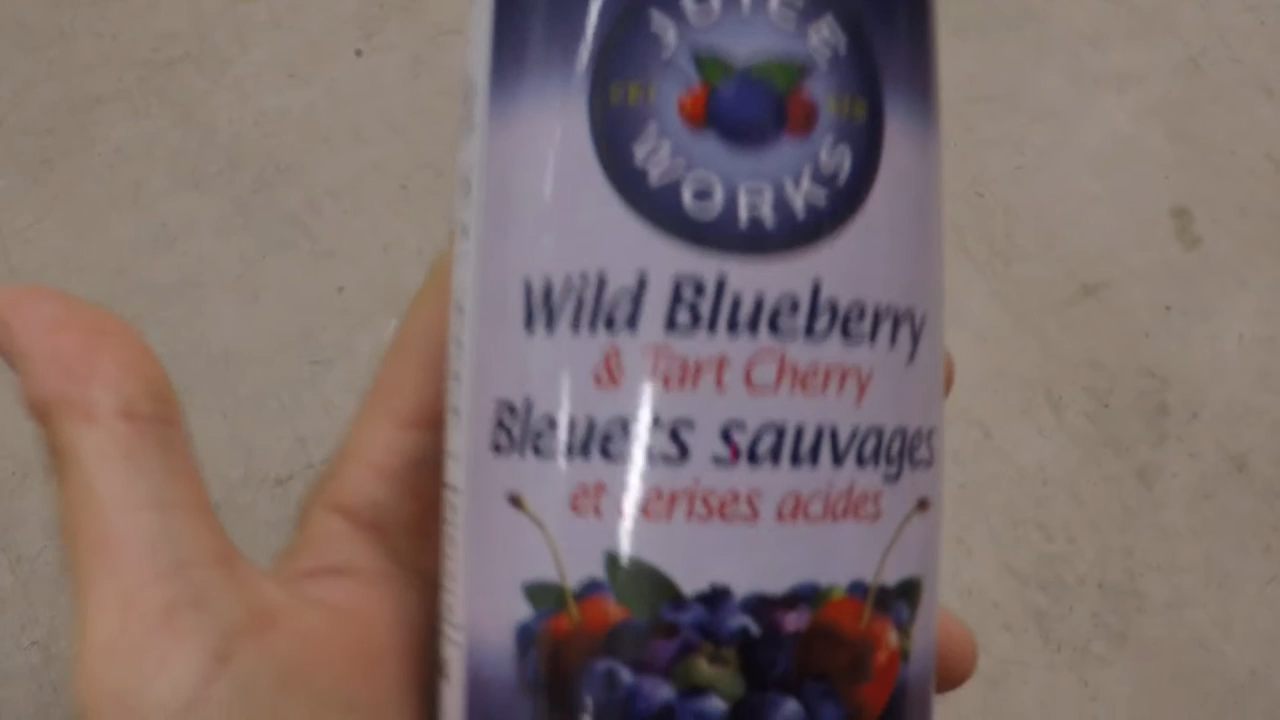 JUICE
WORKS
Wild Blueberry
& Tart Cherry
Bleuets sauvages
et cerises acides